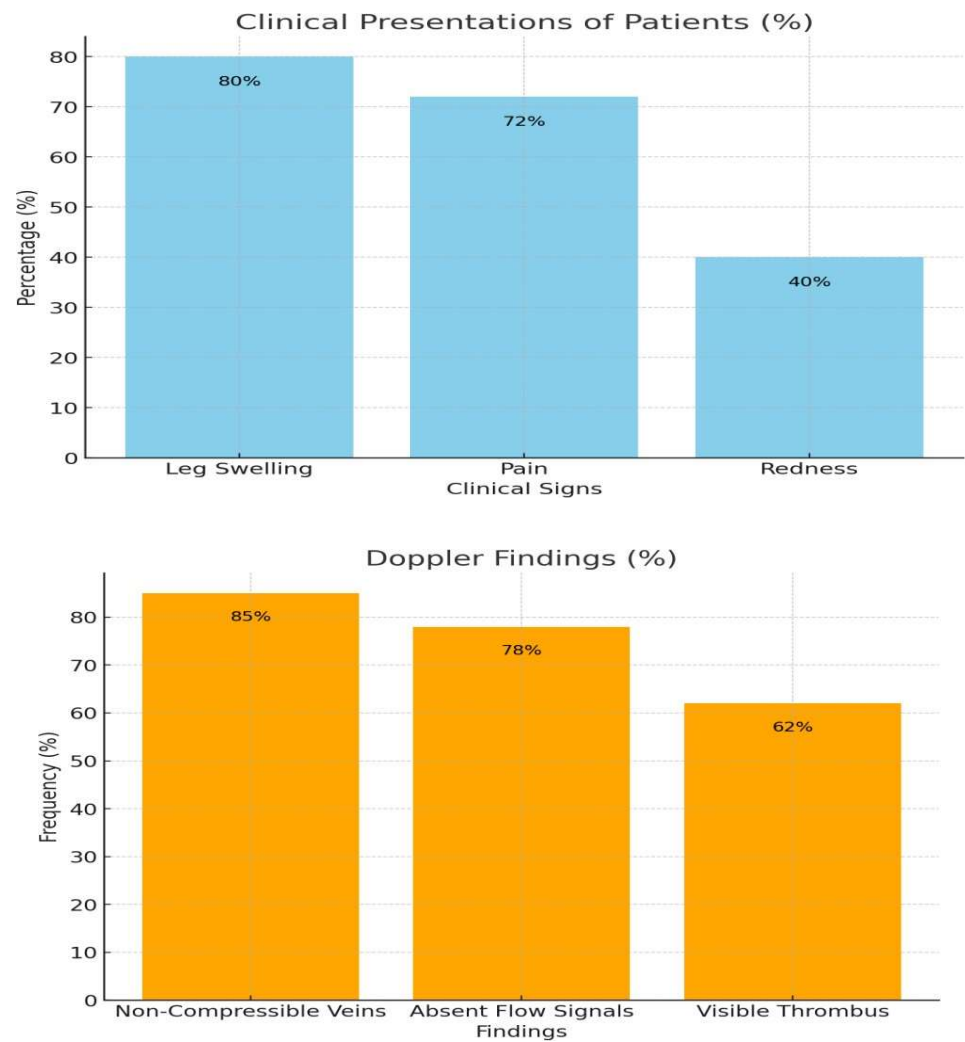 Clinical Presentations of Patients (%)
80
70
60
50
40
30
20
10
0
Percentage (%)
80%
72%
40%
Leg Swelling
Pain
Redness
Clinical Signs
Doppler Findings (%)
80
70
60
50
40
30
20
10
0
Frequency (%)
85%
78%
62%
Non-Compressible Veins
Absent Flow Signals
Visible Thrombus
Findings